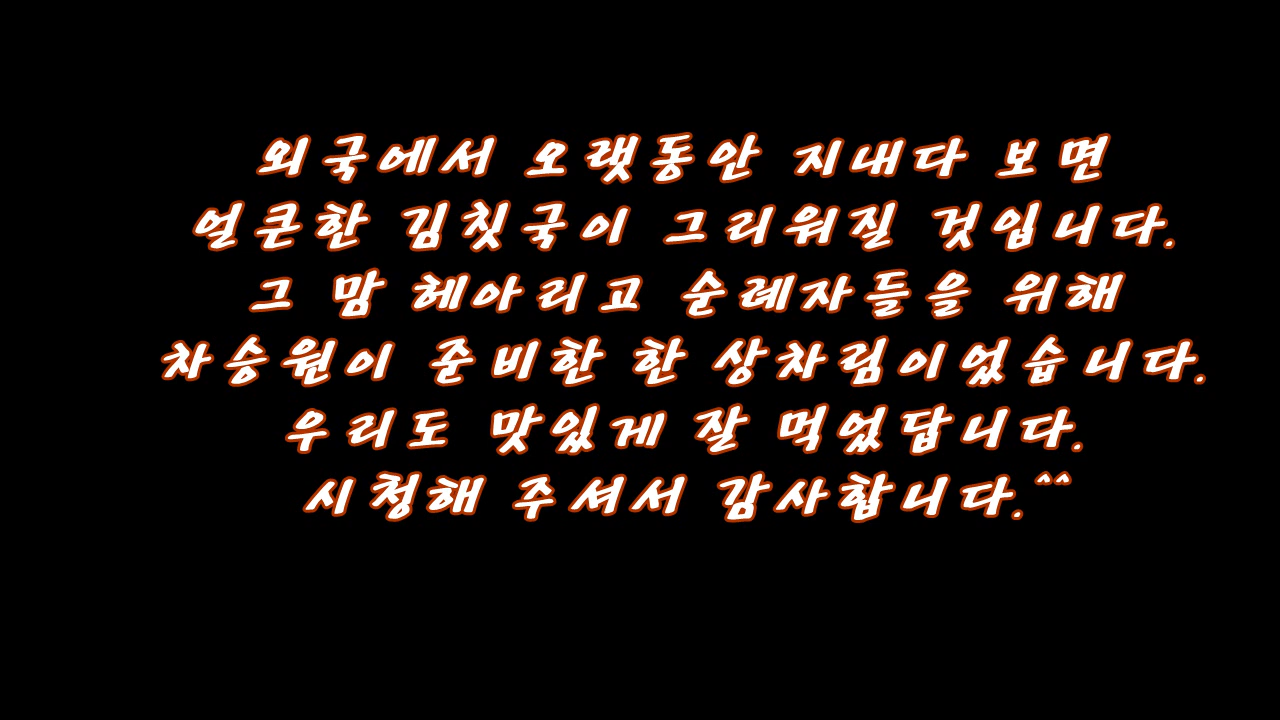 외국에서 오랫동안 지내다 보면
얼큰한 김칫국이 그리워질 것입니다.
그 맘 헤아리고 순례자들을 위해
차승원이 준비한 한 상차림이었습니다.
우리도 맛있게 잘 먹었답니다.
시청해 주셔서 감사합니다.^^